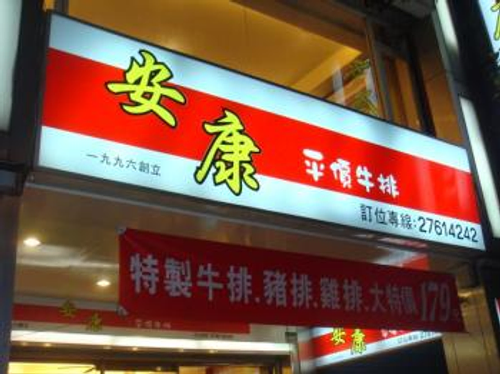 安康 平價牛排
一九九六創立
訂位專線:27614242
特製牛排.豬排.雞排.大特價179
安康
安康